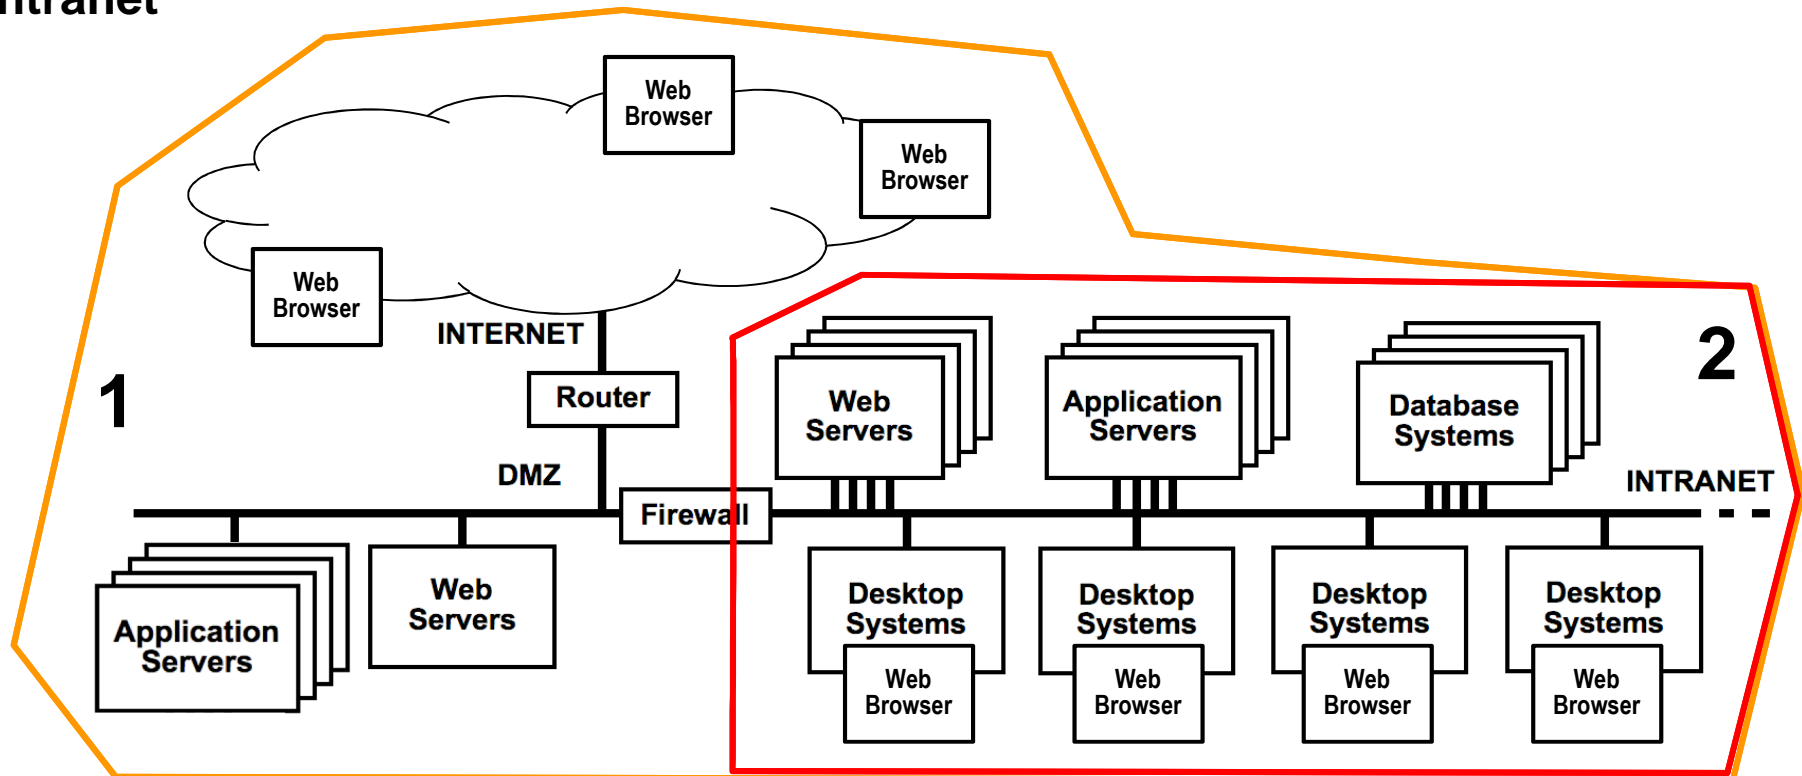 ntranet
Web
Browser
Web
Browser
Web
Browser
INTERNET
Router
1
2
Web
Servers
Application
Servers
Database
Systems
DMZ
INTRANET
Firewall
Application
Servers
Web
Servers
Desktop
Systems
Web
Browser
Desktop
Systems
Web
Browser
Desktop
Systems
Web
Browser
Desktop
Systems
Web
Browser